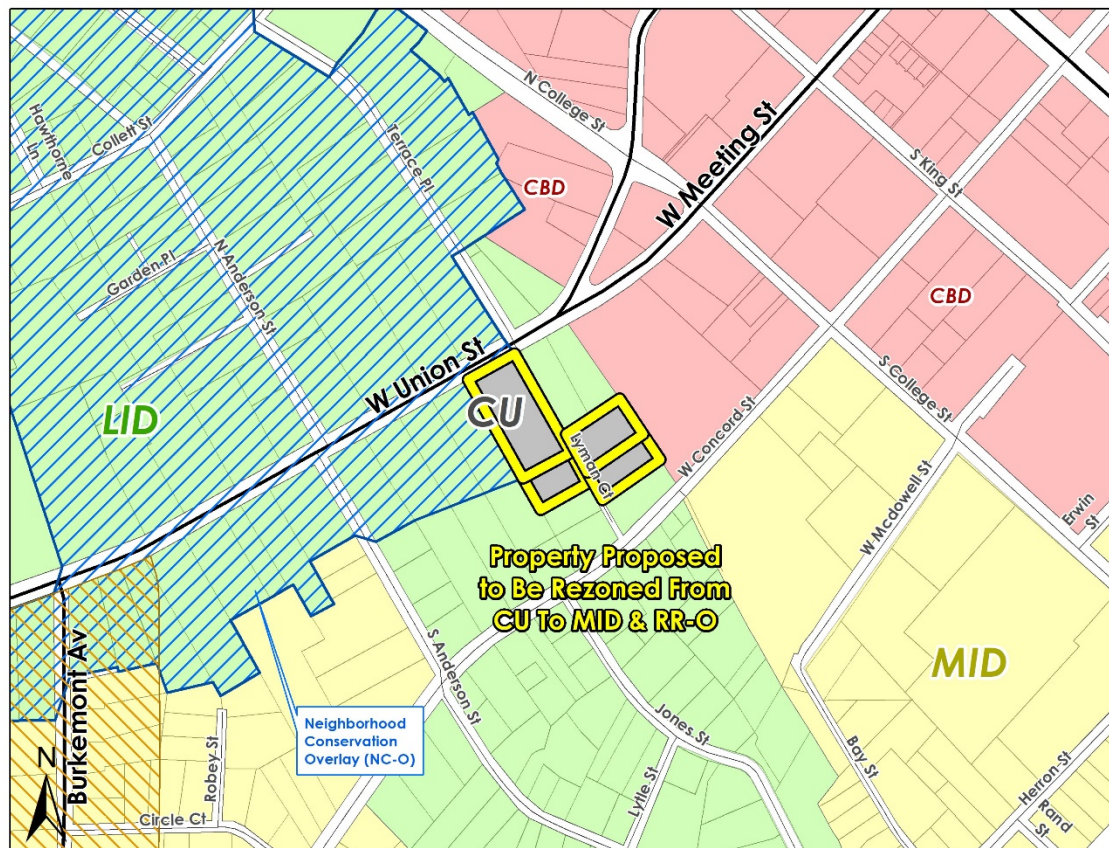 N College St
Hawthorne
Ln
Collett St
Terrace Pl
CBD
W Meeting St
S King St
Garden Pl
N Anderson St
CBD
W Union St
LID
CU
Lyman Ct
W Concord St
S College St
W Mcdowell St
Erwin
St
Property Proposed
to Be Rezoned From
CU To MID & RR-O
MID
S Anderson St
Jones St
Neighborhood
Conservation
Overlay (NC-O)
Burkemont Av
N
Robey St
Circle Ct
Lytle St
Bay St
Herron St
Rand
St